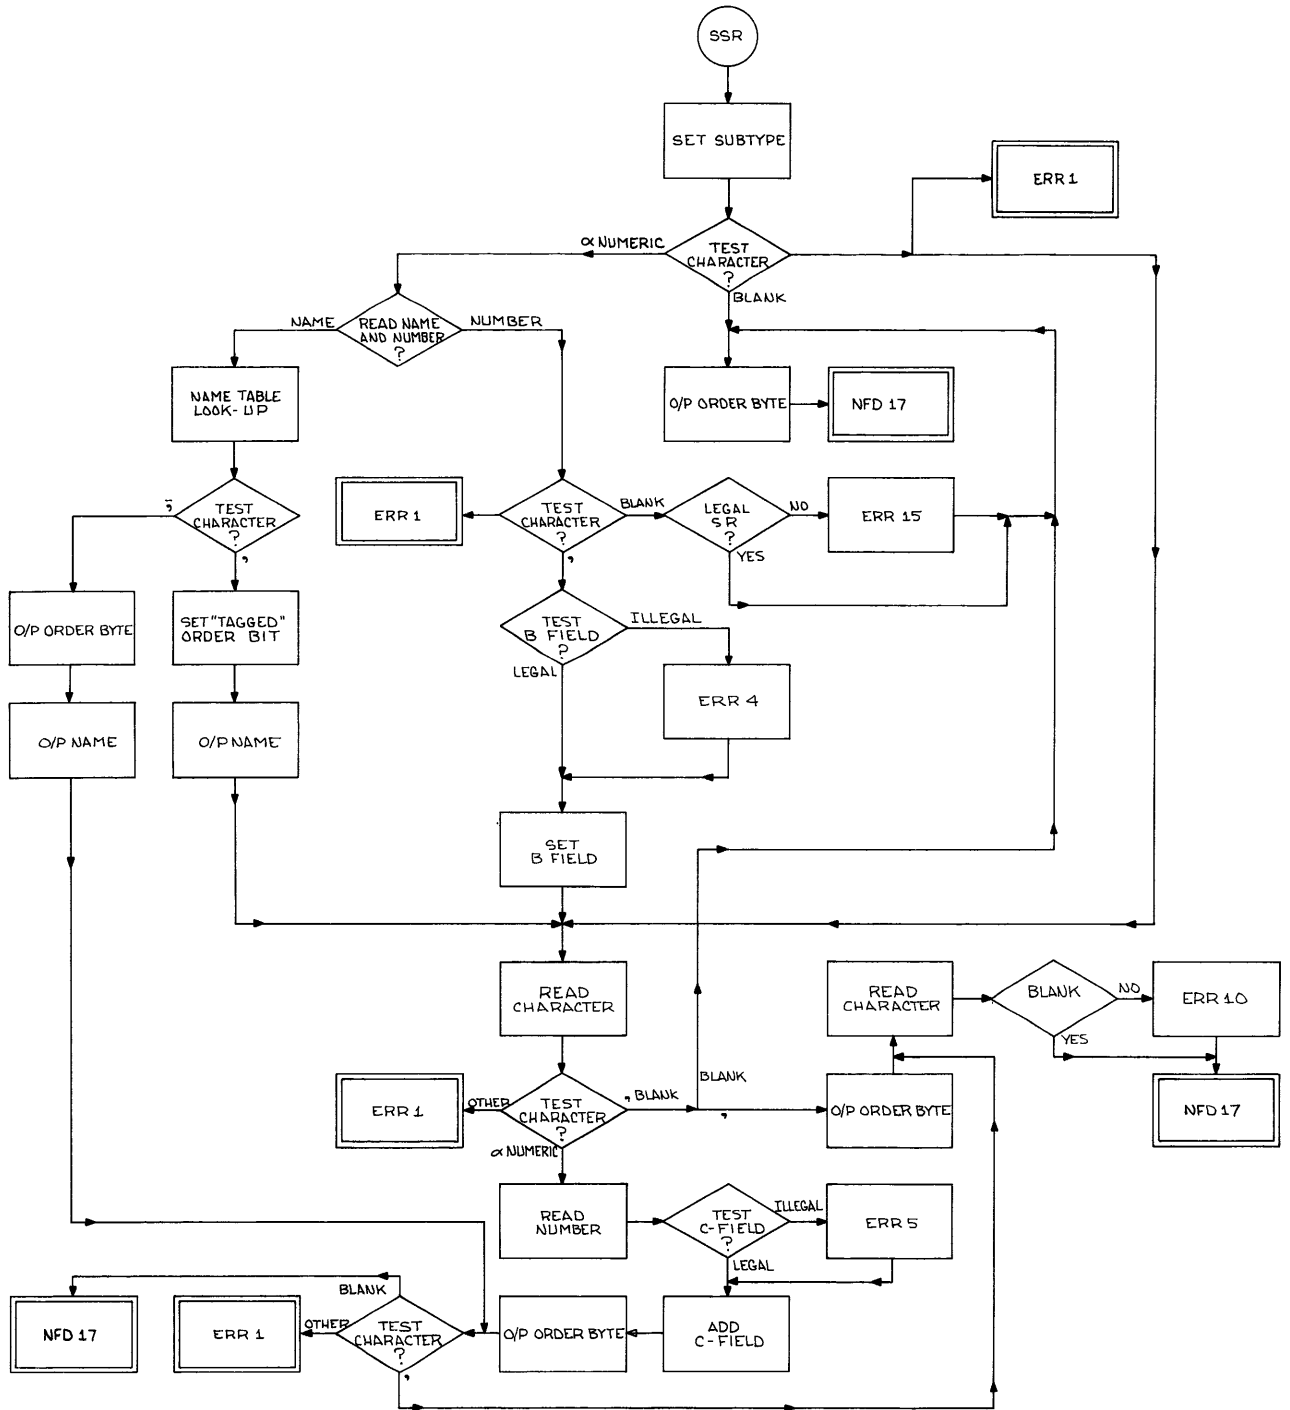 SSR
SET SUBTYPE
ERR 1
∝ NUMERIC
TEST
CHARACTER
?
BLANK
NAME
READ NAME
AND NUMBER
?
NUMBER
NAME TABLE
LOOK-UP
O/P ORDER BYTE
NFD 17
TEST
CHARACTER
?
,
ERR 1
TEST
CHARACTER
?
,
BLANK
LEGAL
SR
?
NO
YES
ERR 15
O/P ORDER BYTE
SET "TAGGED"
ORDER BIT
TEST
B FIELD
?
ILLEGAL
LEGAL
ERR 4
O/P NAME
O/P NAME
SET
B FIELD
READ
CHARACTER
READ
CHARACTER
BLANK
NO
YES
ERR 10
ERR 1
OTHER
TEST
CHARACTER
?
, BLANK
BLANK
,
∝ NUMERIC
O/P ORDER BYTE
NFD 17
READ
NUMBER
TEST
C-FIELD
?
ILLEGAL
LEGAL
ERR 5
BLANK
NFD 17
ERR 1
OTHER
TEST
CHARACTER
?
,
O/P ORDER BYTE
ADD
C-FIELD